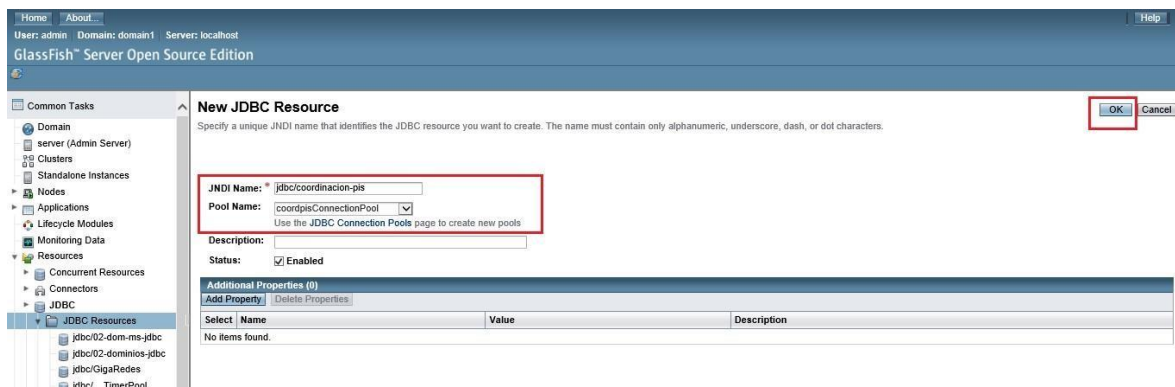 Home About... Help
User: admin Domain: domain1 Server: localhost
GlassFish™ Server Open Source Edition
Common Tasks
Domain
server (Admin Server)
Clusters
Standalone Instances
Nodes
Applications
Lifecycle Modules
Monitoring Data
Resources
Concurrent Resources
Connectors
JDBC
JDBC Resources
jdbc/02-dom-ms-jdbc
jdbc/02-dominios-jdbc
jdbc/GigaRedes
jdbc/__TimerPool
New JDBC Resource
OK Cancel
Specify a unique JNDI name that identifies the JDBC resource you want to create. The name must contain only alphanumeric, underscore, dash, or dot characters.
JNDI Name: * jdbc/coordinacion-pis
Pool Name: coordpisConnectionPool
Use the JDBC Connection Pools page to create new pools
Description:
Status: Enabled
Additional Properties (0)
Add Property Delete Properties
Select Name Value Description
No items found.